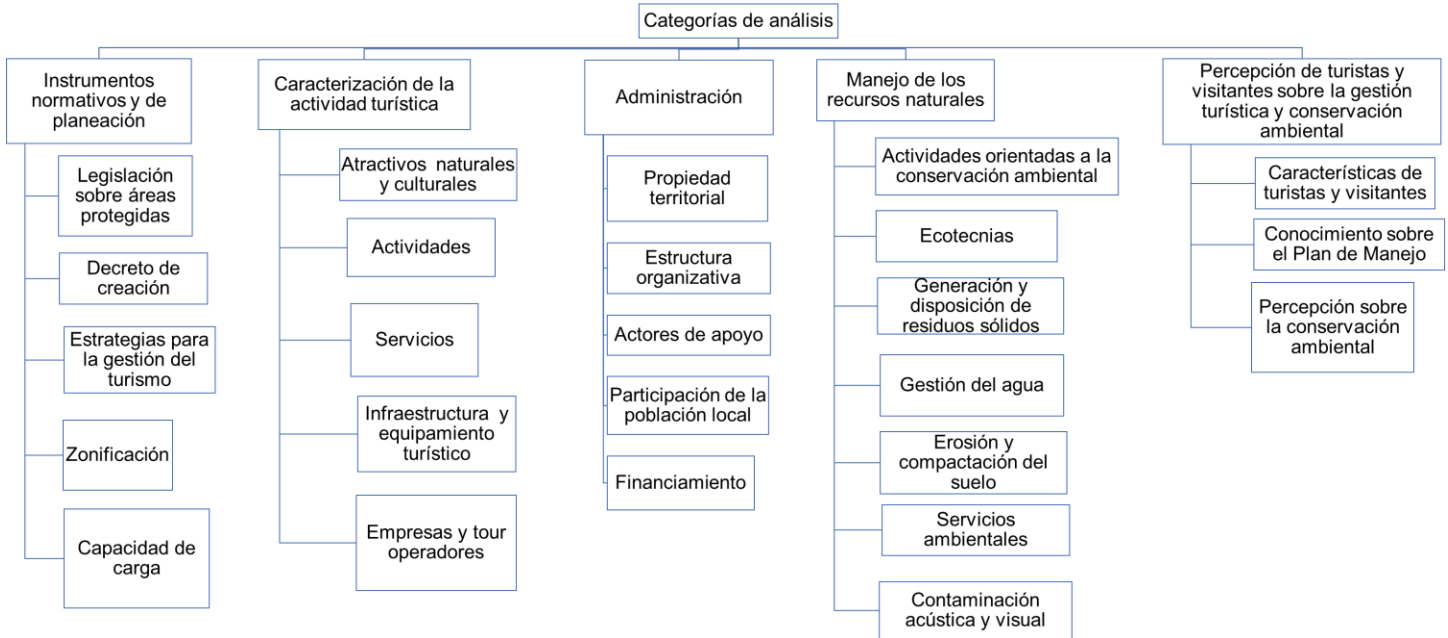 Categorías de análisis
Instrumentos
normativos y de
planeación
Legislación
sobre áreas
protegidas
Decreto de
creación
Estrategias para
la gestión del
turismo
Zonificación
Capacidad de
carga
Caracterización de la
actividad turística
Atractivos naturales
y culturales
Actividades
Servicios
Infraestructura y
equipamiento
turístico
Empresas y tour
operadores
Administración
Propiedad
territorial
Estructura
organizativa
Actores de apoyo
Participación de la
población local
Financiamiento
Manejo de los
recursos naturales
Actividades orientadas a la
conservación ambiental
Ecotecnias
Generación y
disposición de
residuos sólidos
Gestión del agua
Erosión y
compactación del
suelo
Servicios
ambientales
Contaminación
acústica y visual
Percepción de turistas y
visitantes sobre la gestión
turística y conservación
ambiental
Características de
turistas y visitantes
Conocimiento sobre
el Plan de Manejo
Percepción sobre
la conservación
ambiental